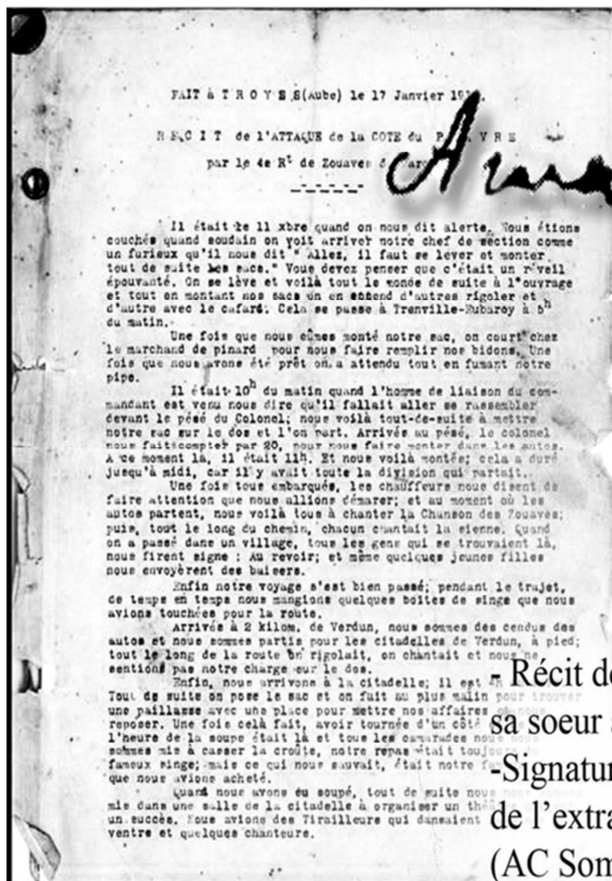 FAIT à TROYES(Aube) le 17 Janvier
RECIT de l'ATTAQUE de la COTE du
par le 4e Rt de Zouaves
Il était le 11 xbre quand on nous dit alerte. Nous étions
couchés quand soudain on voit arriver notre chef de section comme
un furieux qu'il nous dit " Allez, il faut se lever et monter
tout de suite les sacs." Vous devez penser que c'était un réveil
épouvanté. On se lève et voilà tout le monde de suite à l'ouvrage
et tout en montant nos sacs on en entend d'autres rigoler et
d'autre avec le cafard. Cela se passe à 5h
du matin.
Une fois que nous eûmes monté notre sac, on court chez
le marchand de pinard pour nous faire remplir nos bidons. Une
fois que nous avons été prêt on a attendu tout en fumant notre
pipe.
Il était 10h du matin quand l'homme de liaison du com-
mandant est venu nous dire qu'il fallait aller se rassembler
devant le pésé du Colonel; nous voilà tout-de-suite à mettre
notre sac sur le dos et l'on part. Arrivés au pésé, le colonel
nous fait compter par 20, pour nous faire monter dans les autos.
A ce moment là, il était 11h. Et nous voilà montés; cela a duré
jusqu'à midi, car il y avait toute la division qui partait.
Une fois tous embarqués, les chauffeurs nous disent de
faire attention que nous allions démarer; et au moment où les
autos partent, nous voilà tous à chanter la Chanson des Zouaves;
puis, tout le long du chemin, chacun chantait la sienne. Quand
on a passé dans un village, tous les gens qui se trouvaient là,
nous firent signe : Au revoir; et même quelques jeunes filles
nous envoyèrent des baisers.
Enfin notre voyage s'est bien passé; pendant le trajet,
de temps en temps nous mangions quelques boites de singe que nous
avions touchées pour la route.
Arrivés à 2 kilom. de Verdun, nous sommes des cendus des
autos et nous sommes partis pour les citadelles de Verdun, à pied;
tout le long de la route on rigolait, on chantait et nous ne
sentions pas notre charge sur le dos.
Enfin, nous arrivons à la citadelle; il est
Tout de suite on pose le sac et on fait au plus malin pour trouver
une paillasse avec une place pour mettre nos affaires et nous
reposer. Une fois celà fait, avoir tournée d'un côté
l'heure de la soupe était là et tous les camarades nous nous
sommes mis à casser la croûte, notre repas était toujours
fameux singe; mais ce qui nous sauvait, était notre
que nous avions acheté.
Quand nous avons eu soupé, tout de suite nous
mis dans une salle de la citadelle à organiser un
un succès. Nous avions des Tirailleurs qui dansaient
ventre et quelques chanteurs.
- Récit de
sa soeur
-Signatur
de l'extra
(AC Som